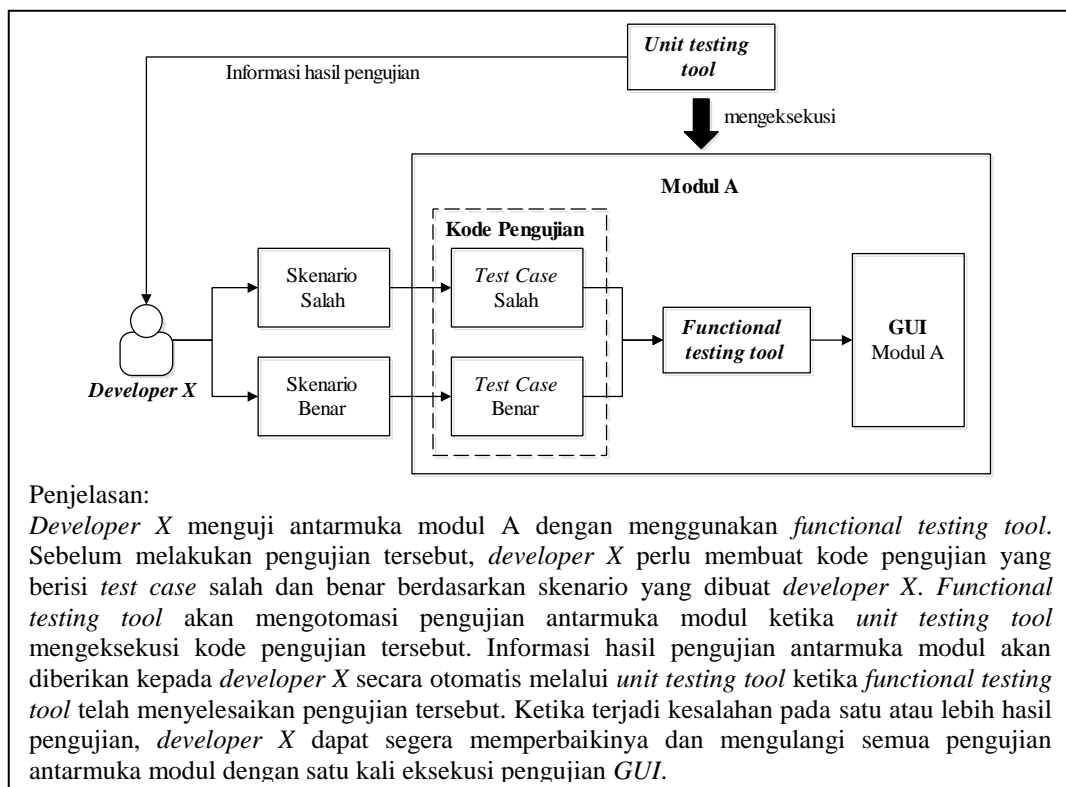 Unit testing
tool
Informasi hasil pengujian
mengeksekusi
Modul A
Kode Pengujian
Skenario
Salah
Test Case
Salah
Functional
testing tool
GUI
Modul A
Developer X
Skenario
Benar
Test Case
Benar
Penjelasan:
Developer X menguji antarmuka modul A dengan menggunakan functional testing tool.
Sebelum melakukan pengujian tersebut, developer X perlu membuat kode pengujian yang
berisi test case salah dan benar berdasarkan skenario yang dibuat developer X. Functional
testing tool akan mengotomasi pengujian antarmuka modul ketika unit testing tool
mengeksekusi kode pengujian tersebut. Informasi hasil pengujian antarmuka modul akan
diberikan kepada developer X secara otomatis melalui unit testing tool ketika functional testing
tool telah menyelesaikan pengujian tersebut. Ketika terjadi kesalahan pada satu atau lebih hasil
pengujian, developer X dapat segera memperbaikinya dan mengulangi semua pengujian
antarmuka modul dengan satu kali eksekusi pengujian GUI.